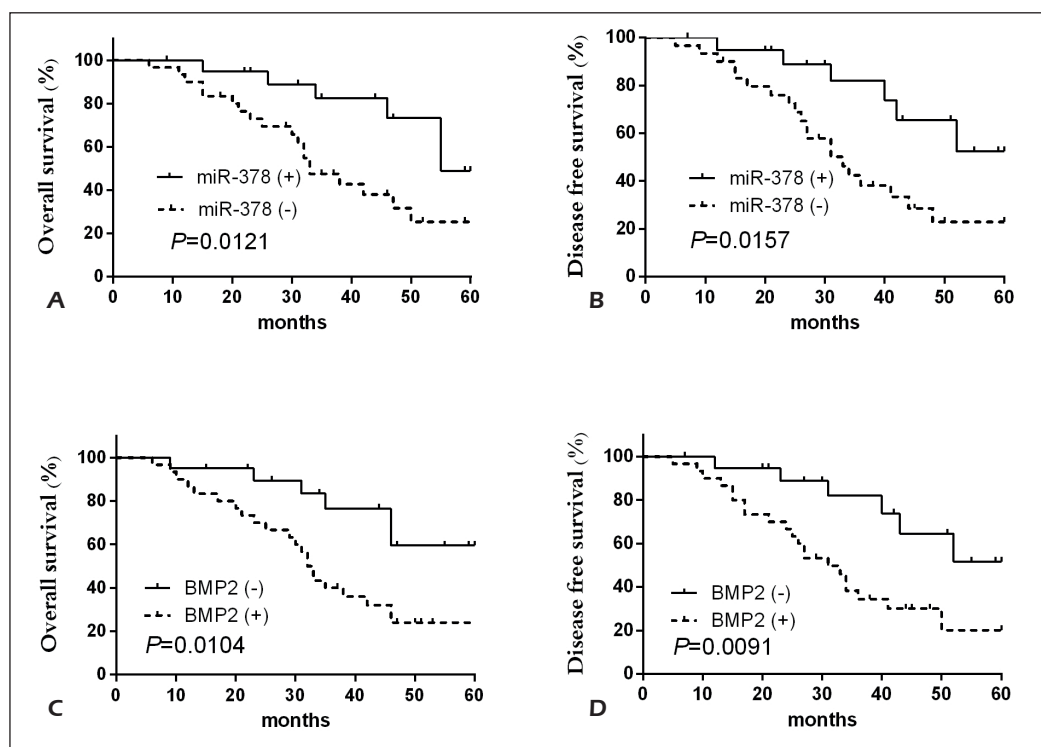 Overall survival (%)
100
80
60
40
20
0
miR-378 (+)
miR-378 (-)
P=0.0121
0 10 20 30 40 50 60
months
A
Disease free survival (%)
100
80
60
40
20
0
miR-378 (+)
miR-378 (-)
P=0.0157
0 10 20 30 40 50 60
months
B
Overall survival (%)
100
80
60
40
20
0
BMP2 (-)
BMP2 (+)
P=0.0104
0 10 20 30 40 50 60
months
C
Disease free survival (%)
100
80
60
40
20
0
BMP2 (-)
BMP2 (+)
P=0.0091
0 10 20 30 40 50 60
months
D